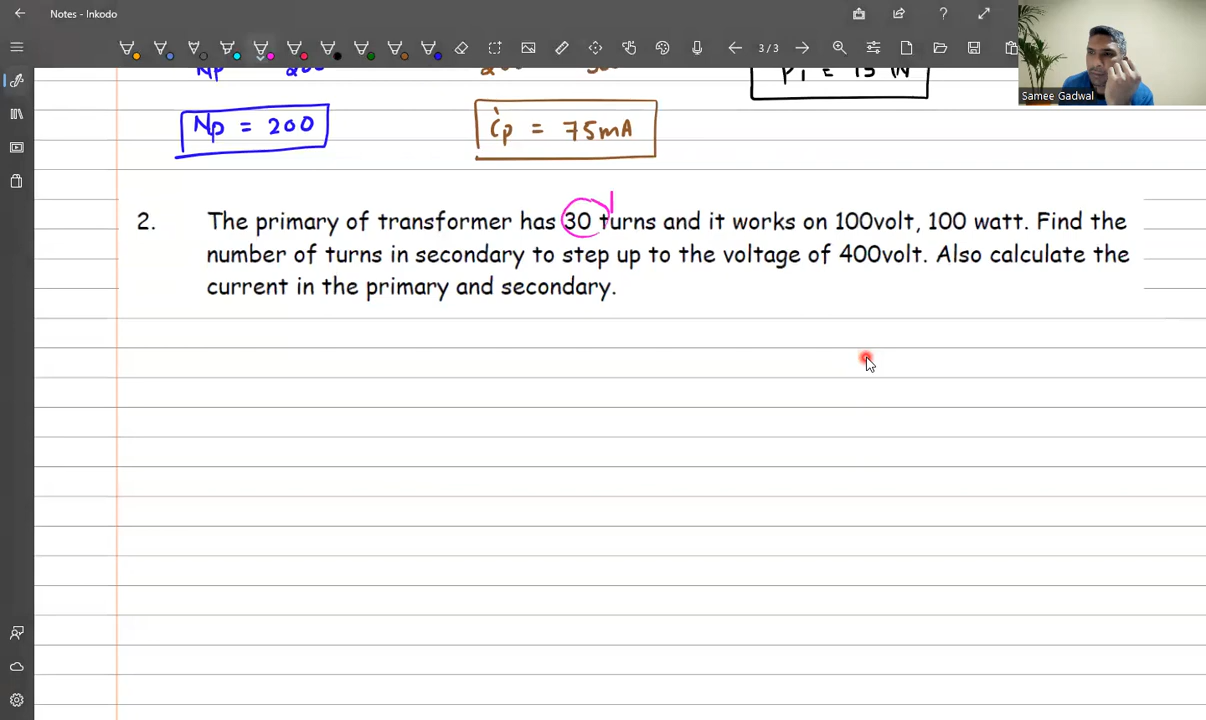 Notes - Inkodo
3/3
Samee Gadwal
Np = 200
ip = 75mA
2. The primary of transformer has 30 turns and it works on 100volt, 100 watt. Find the
number of turns in secondary to step up to the voltage of 400volt. Also calculate the
current in the primary and secondary.